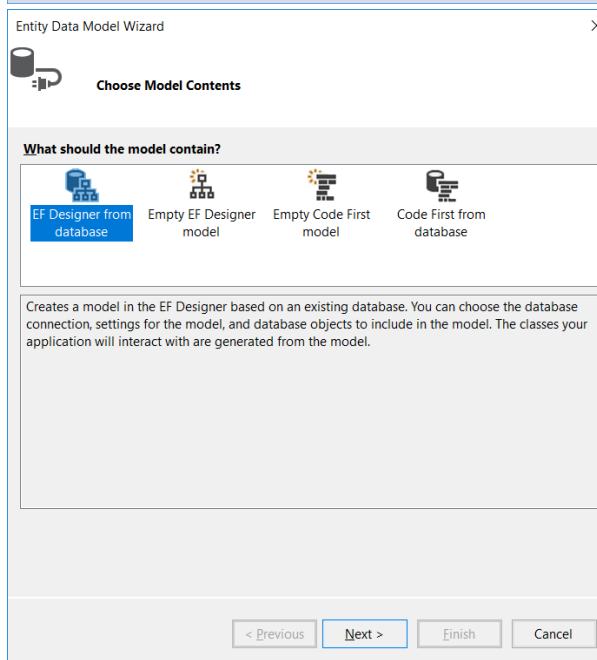 Entity Data Model Wizard
Choose Model Contents
What should the model contain?
EF Designer from
database
Empty EF Designer
model
Empty Code First
model
Code First from
database
Creates a model in the EF Designer based on an existing database. You can choose the database
connection, settings for the model, and database objects to include in the model. The classes your
application will interact with are generated from the model.
< Previous
Next >
Finish
Cancel